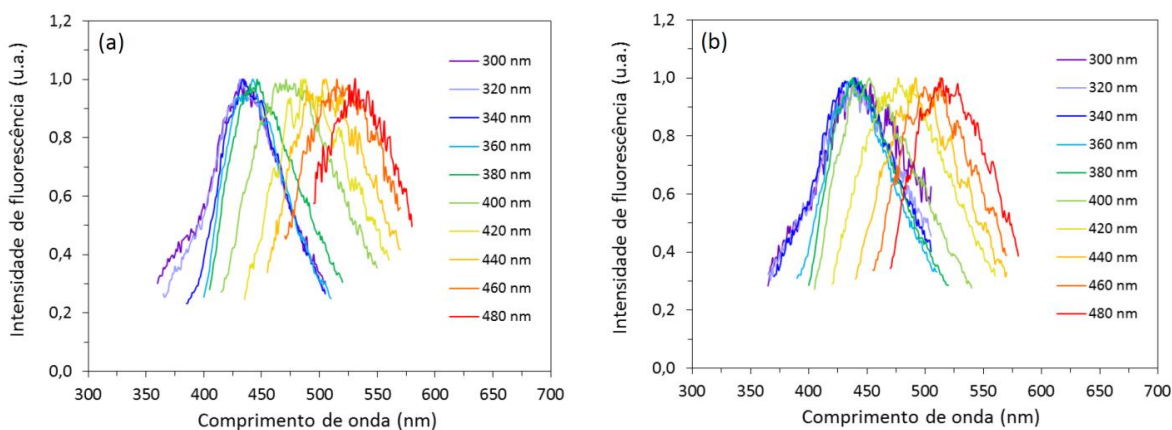 (a)
Intensidade de fluorescência (u.a.)
1,2
1,0
0,8
0,6
0,4
0,2
0,0
300 350 400 450 500 550 600 650 700
Comprimento de onda (nm)
300 nm
320 nm
340 nm
360 nm
380 nm
400 nm
420 nm
440 nm
460 nm
480 nm
(b)
Intensidade de fluorescência (u.a.)
1,2
1,0
0,8
0,6
0,4
0,2
0,0
300 350 400 450 500 550 600 650 700
Comprimento de onda (nm)
300 nm
320 nm
340 nm
360 nm
380 nm
400 nm
420 nm
440 nm
460 nm
480 nm